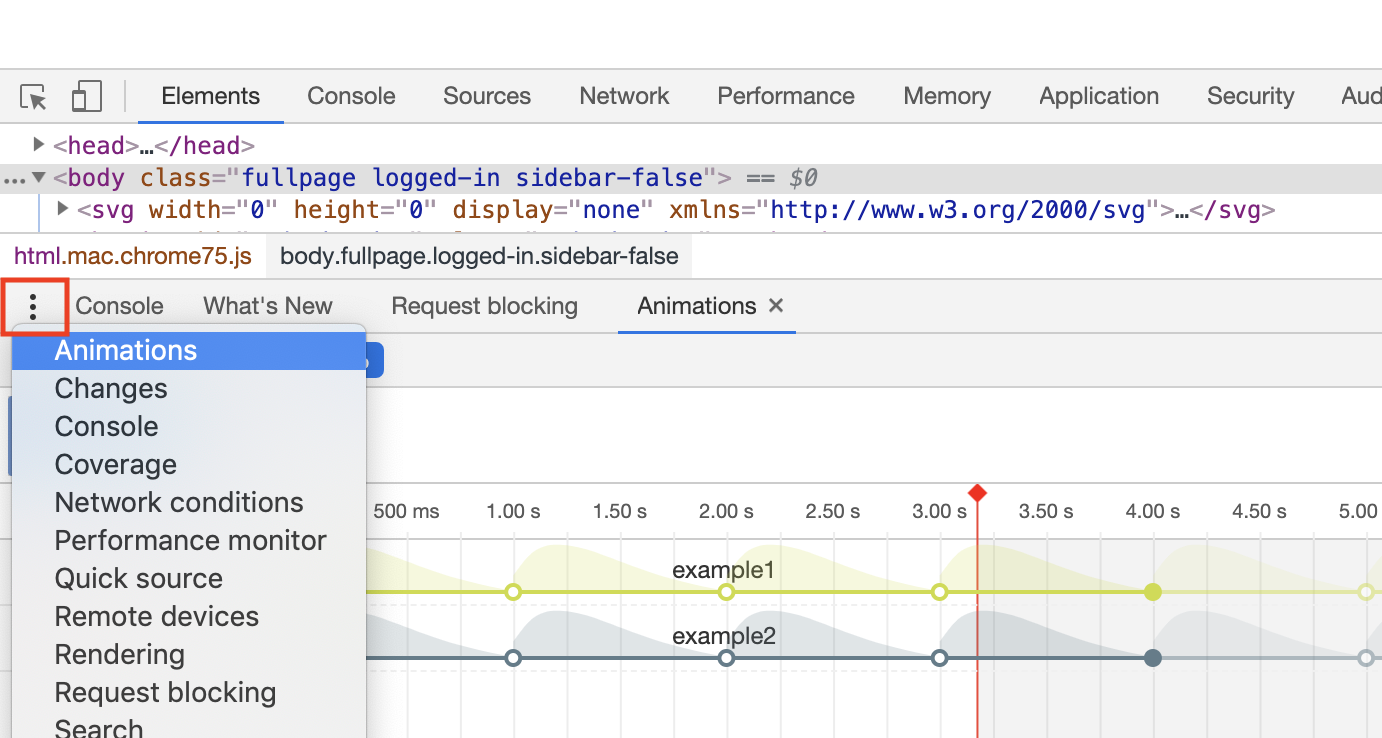 Elements Console Sources Network Performance Memory Application Security Aud
<head>…</head>
… <body class="fullpage logged-in sidebar-false"> == $0
<svg width="0" height="0" display="none" xmlns="http://www.w3.org/2000/svg">…</svg>
html.mac.chrome75.js body.fullpage.logged-in.sidebar-false
Console What's New Request blocking Animations ×
Animations
Changes
Console
Coverage
Network conditions
Performance monitor
Quick source
Remote devices
Rendering
Request blocking
Search
500 ms 1.00 s 1.50 s 2.00 s 2.50 s 3.00 s 3.50 s 4.00 s 4.50 s 5.00
example1
example2